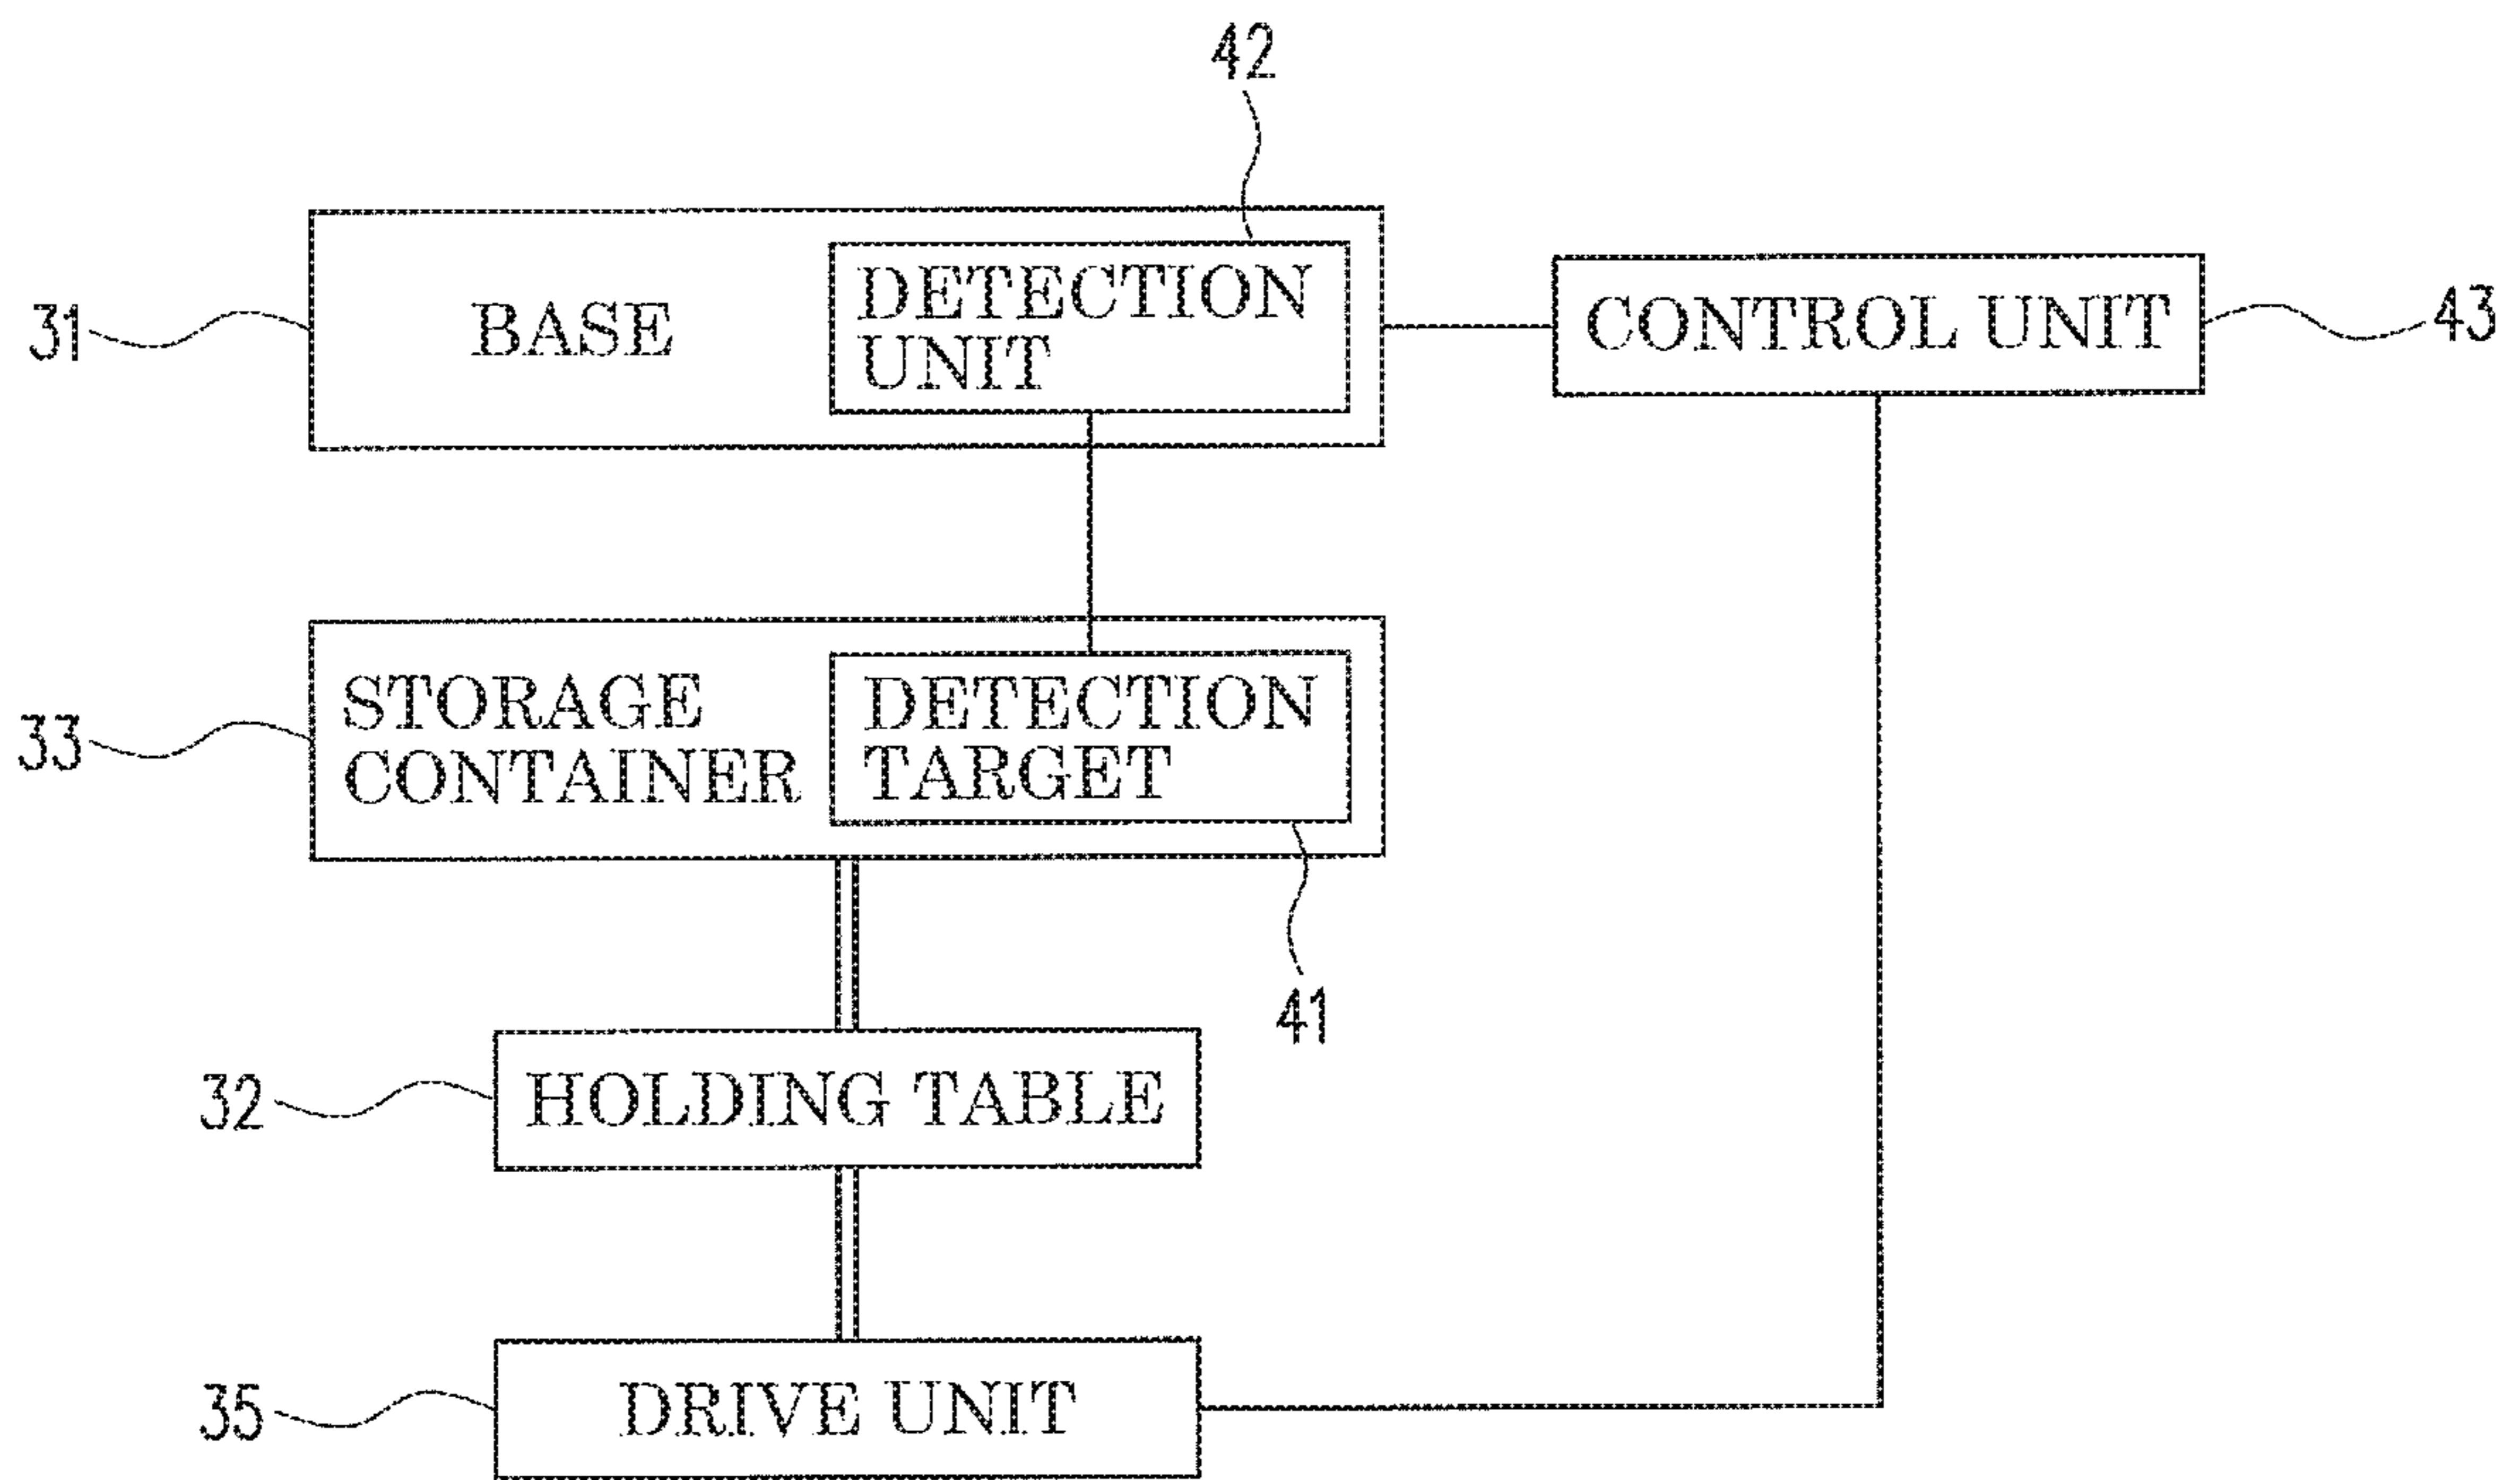 42
31
BASE
DETECTION
UNIT
CONTROL UNIT
43
33
STORAGE
CONTAINER
DETECTION
TARGET
41
32
HOLDING TABLE
35
DRIVE UNIT